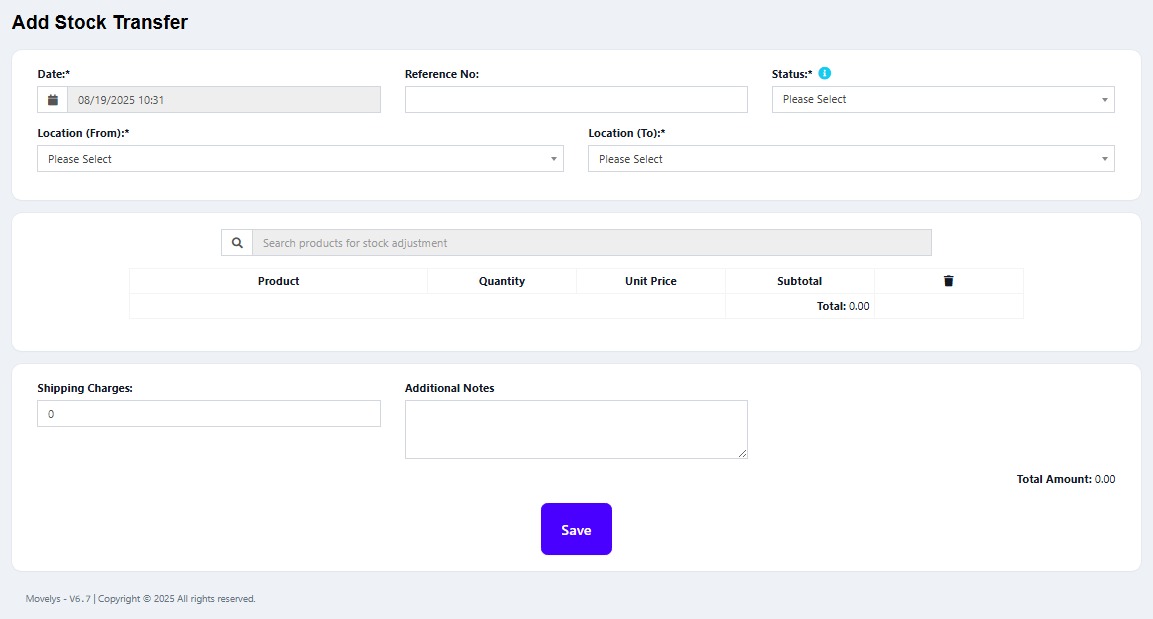 Add Stock Transfer
Date:* Reference No: Status:* i
08/19/2025 10:31 Please Select
Location (From):* Location (To):*
Please Select Please Select
Search products for stock adjustment
Product Quantity Unit Price Subtotal
Total: 0.00
Shipping Charges: Additional Notes
0
Total Amount: 0.00
Save
Movelys - V6.7 | Copyright © 2025 All rights reserved.